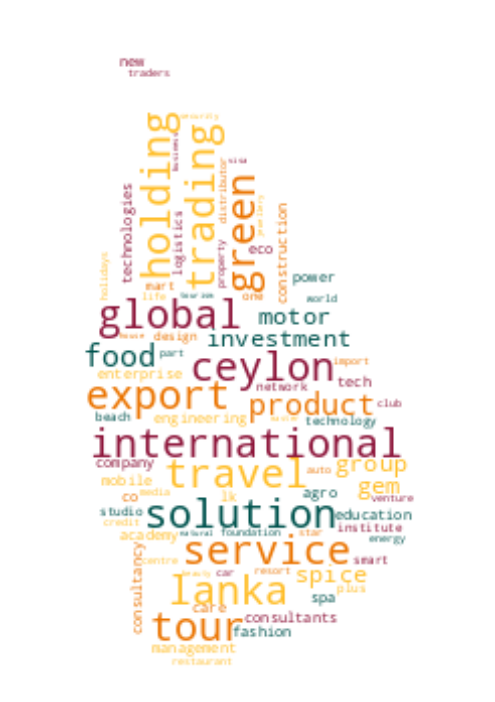 new
traders
security
holding
trading
business
visa
green
distributor
technologies
logistics
jewellery
construction
property
eco
holidays
power
mart
life
tourism
one
world
global
motor
house
design
investment
food
part
ceylon
import
enterprise
network
tech
export
product
club
beach
engineering
technology
international
company
travel
auto
group
mobile
gem
co
media
lk
agro
venture
studio
solution
education
credit
institute
academy
natural
foundation
star
energy
service
consultancy
centre
smart
beauty
car
resort
spice
lanka
plus
care
spa
tour
consultants
fashion
management
restaurant